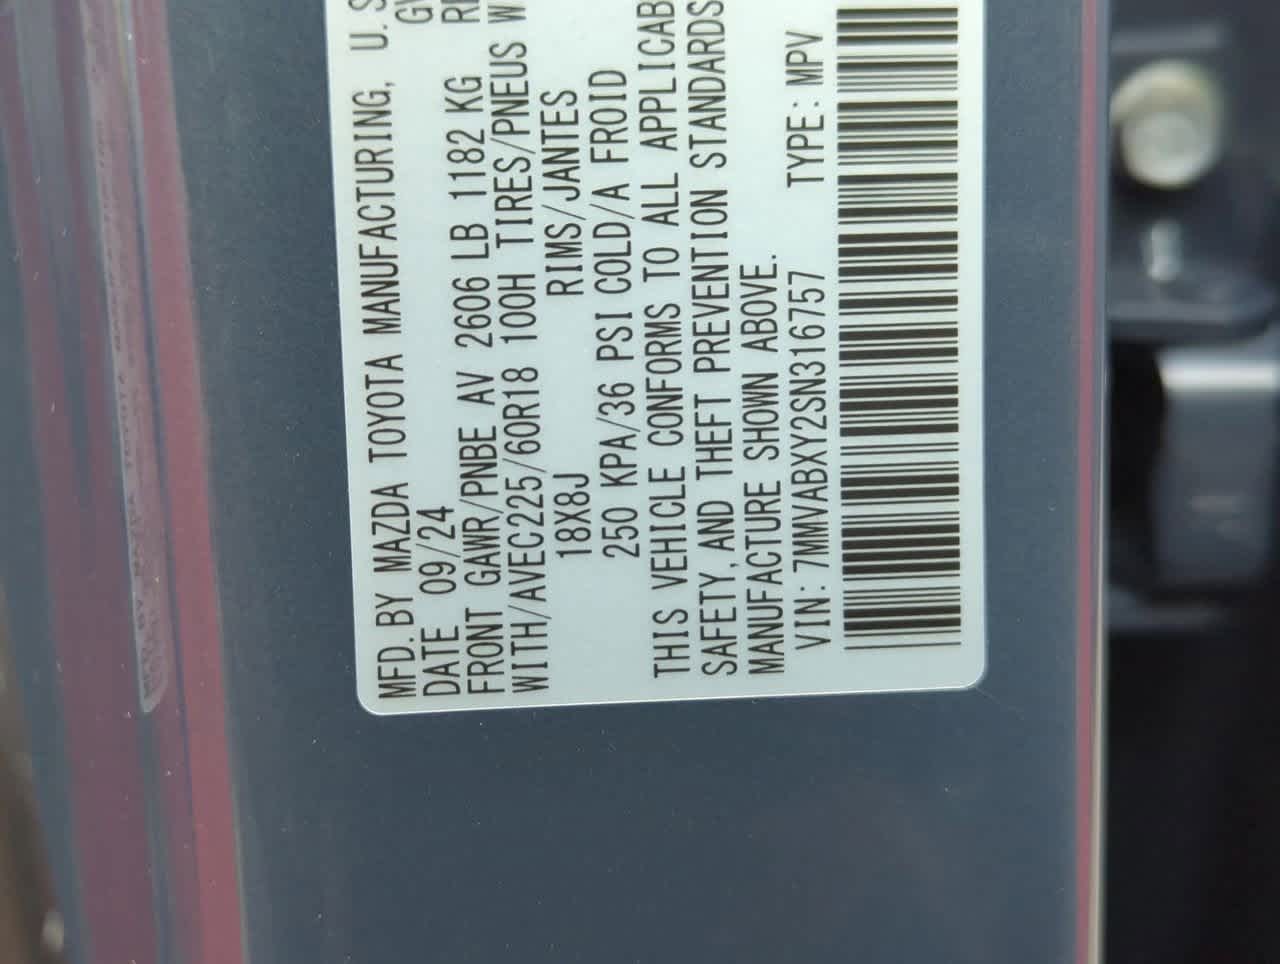 MFD.BY MAZDA TOYOTA MANUFACTURING, U.S
DATE 09/24 GV
FRONT GAWR/PNBE AV 2606 LB 1182 KG RE
WITH/AVEC225/60R18 100H TIRES/PNEUS W
18X8J RIMS/JANTES
250 KPA/36 PSI COLD/A FROID
THIS VEHICLE CONFORMS TO ALL APPLICAB
SAFETY,AND THEFT PREVENTION STANDARDS
MANUFACTURE SHOWN ABOVE.
VIN:7MMVABXY2SN316757 TYPE:MPV